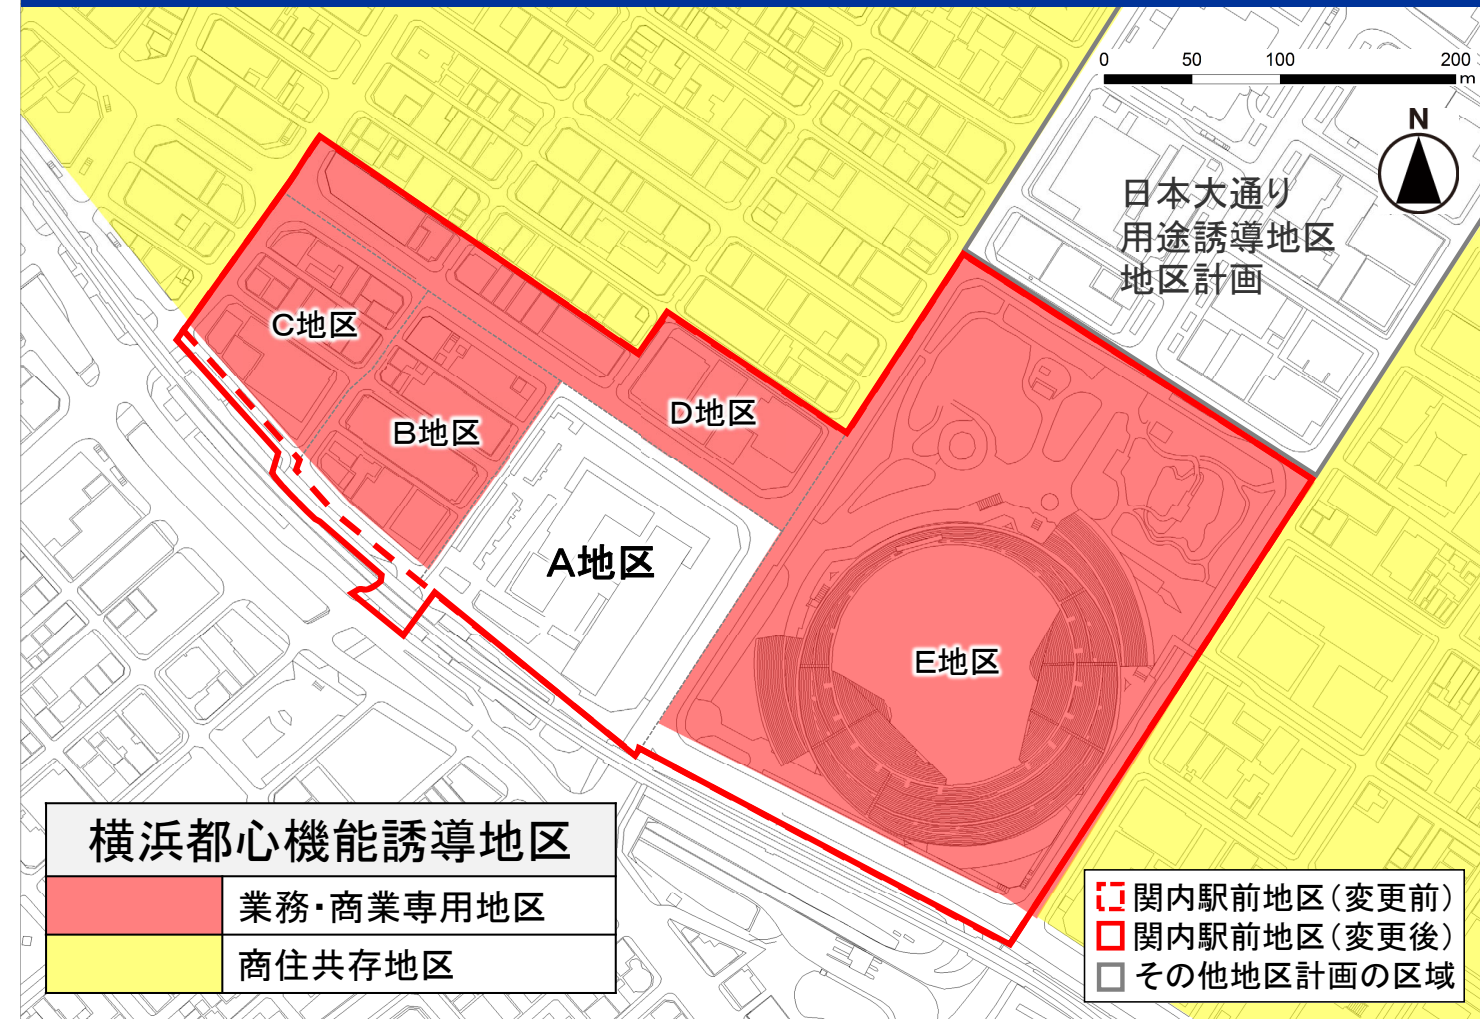 0 50 100 200
m
N
日本大通り
用途誘導地区
地区計画
C地区
B地区
D地区
A地区
E地区
横浜都心機能誘導地区
業務・商業専用地区
商住共存地区
関内駅前地区(変更前)
関内駅前地区(変更後)
その他地区計画の区域